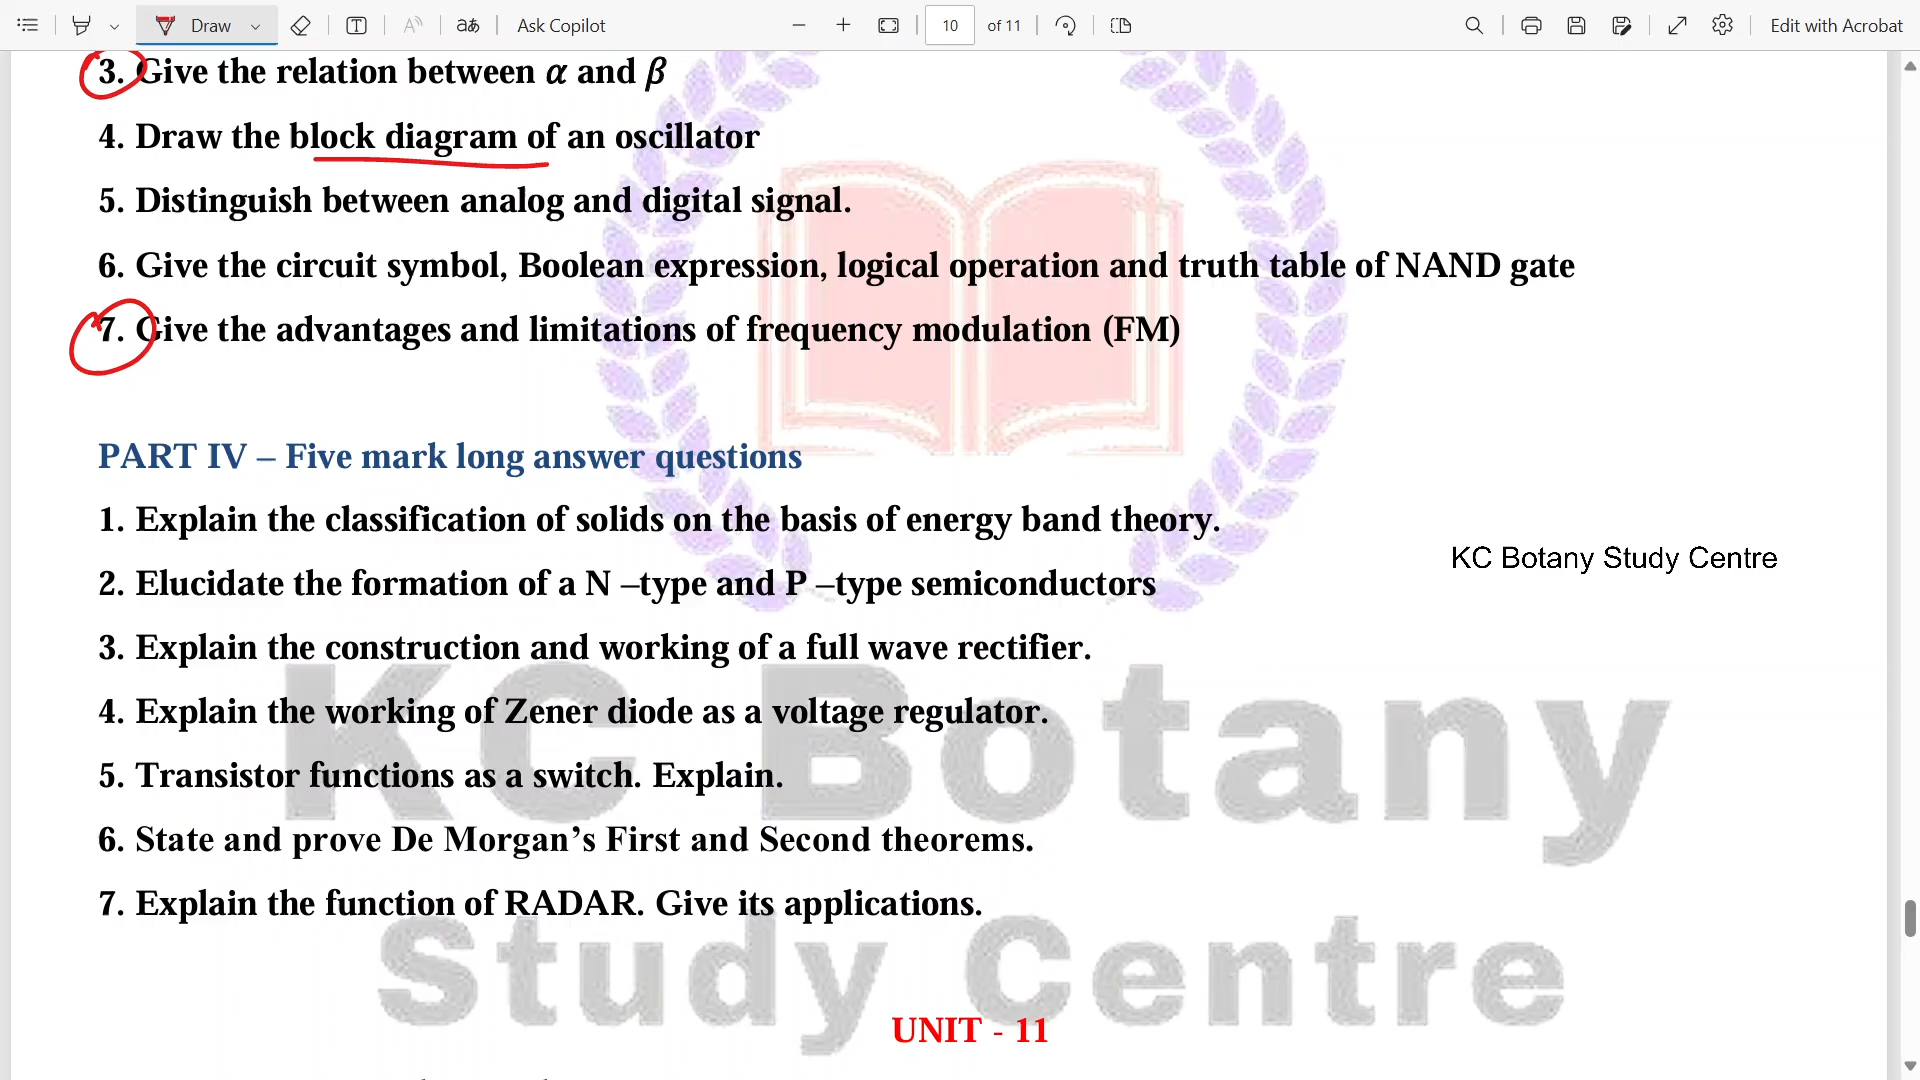 Draw
Ask Copilot
10 of 11
Edit with Acrobat
3. Give the relation between α and β
4. Draw the block diagram of an oscillator
5. Distinguish between analog and digital signal.
6. Give the circuit symbol, Boolean expression, logical operation and truth table of NAND gate
7. Give the advantages and limitations of frequency modulation (FM)
PART IV – Five mark long answer questions
1. Explain the classification of solids on the basis of energy band theory.
KC Botany Study Centre
2. Elucidate the formation of a N –type and P –type semiconductors
3. Explain the construction and working of a full wave rectifier.
4. Explain the working of Zener diode as a voltage regulator.
5. Transistor functions as a switch. Explain.
6. State and prove De Morgan’s First and Second theorems.
7. Explain the function of RADAR. Give its applications.
KC Botany
Study Centre
UNIT - 11